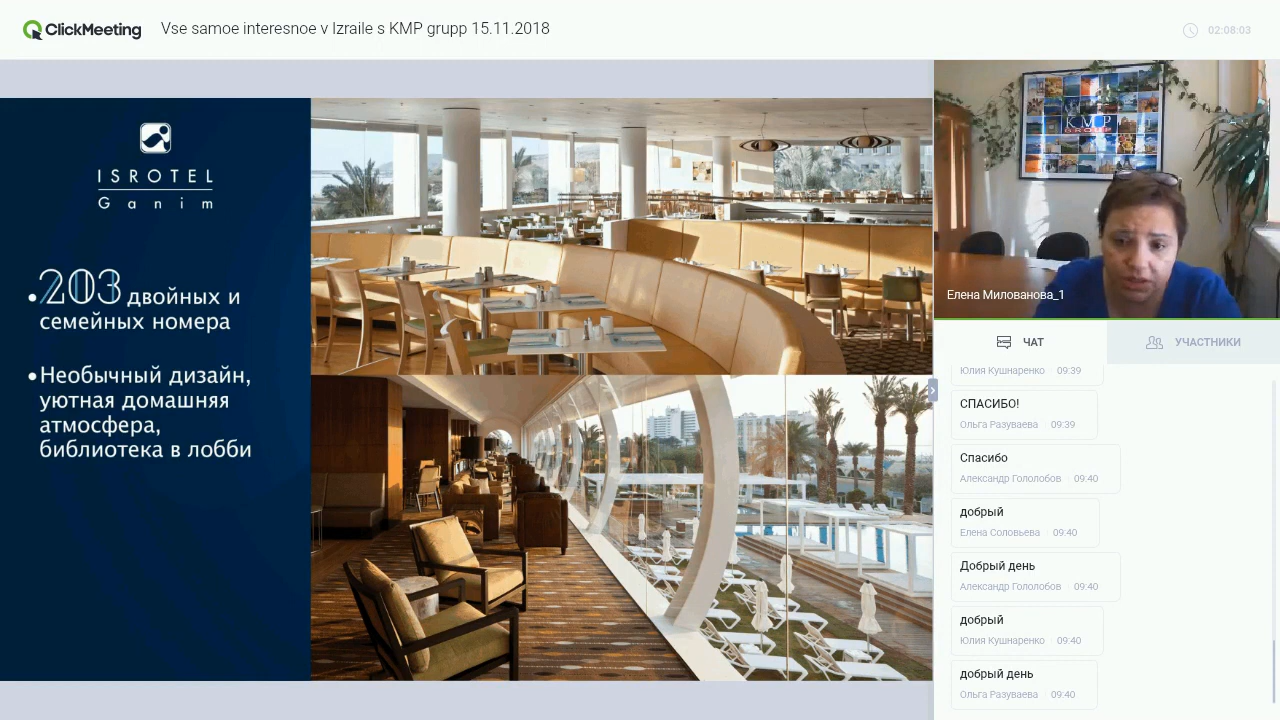 ClickMeeting
Vse samoe interesnoe v Izraile s KMP grupp 15.11.2018
02:08:03
ISROTEL
Ganim
•203 двойных и
семейных номера
•Необычный дизайн,
уютная домашняя
атмосфера,
библиотека в лобби
KMP
GROUP
Елена Милованова_1
ЧАТ
УЧАСТНИКИ
Юлия Кушнаренко 09:39
СПАСИБО!
Ольга Разуваева 09:39
Спасибо
Александр Гололобов 09:40
добрый
Елена Соловьева 09:40
Добрый день
Александр Гололобов 09:40
добрый
Юлия Кушнаренко 09:40
добрый день
Ольга Разуваева 09:40